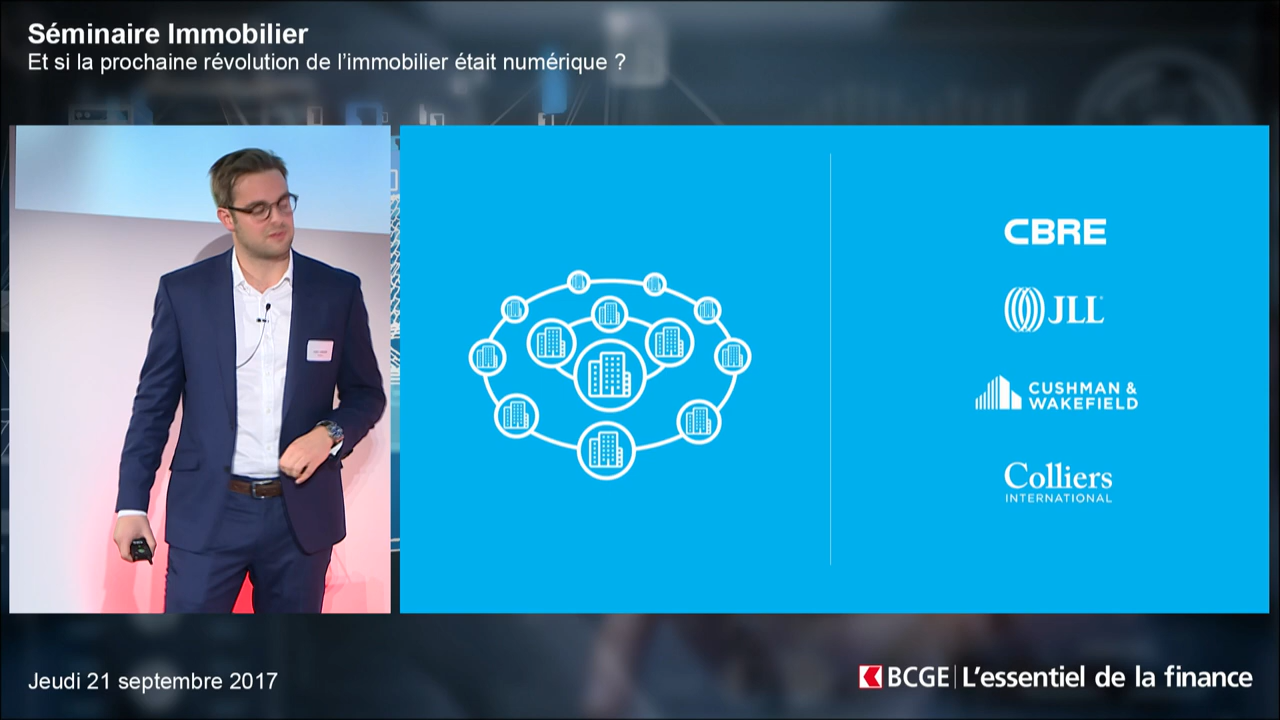 Séminaire Immobilier
Et si la prochaine révolution de l’immobilier était numérique ?
CBRE
JLL
CUSHMAN &
WAKEFIELD
Colliers
INTERNATIONAL
Jeudi 21 septembre 2017
BCGE L’essentiel de la finance